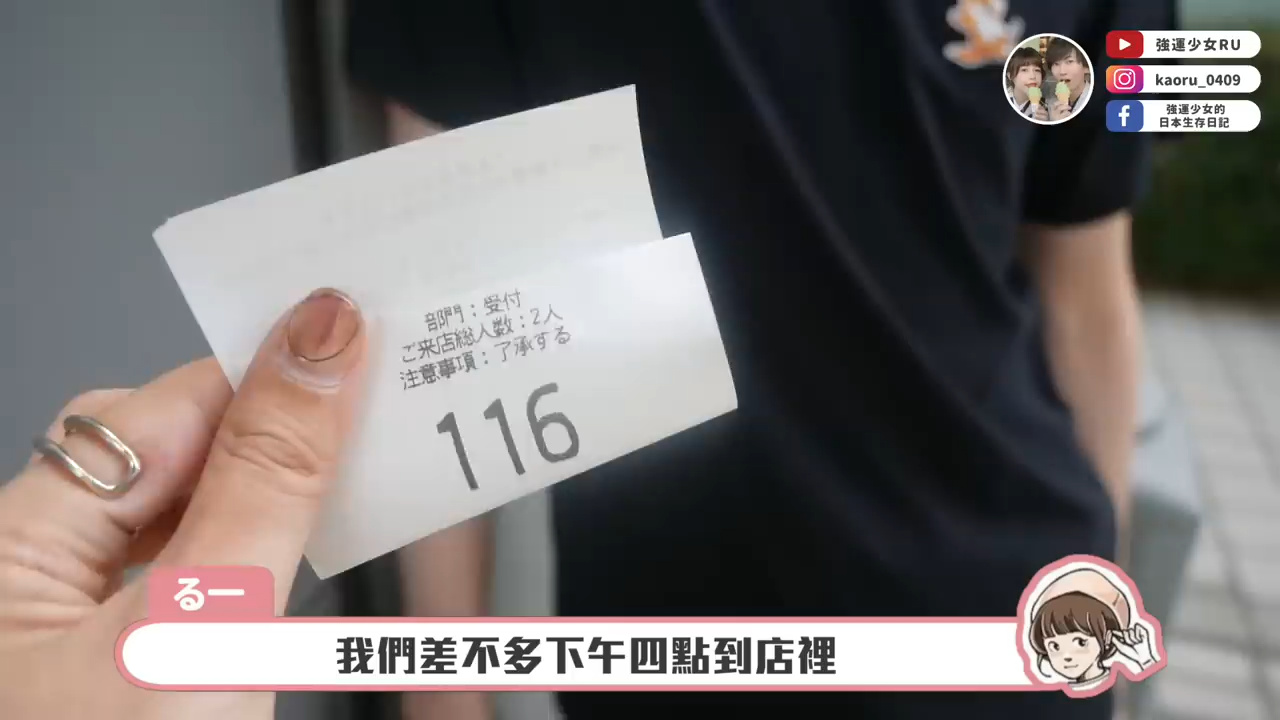 強運少女RU
kaoru_0409
強運少女的
日本生存日記
部門：受付
ご来店総人数：2人
注意事項：了承する
116
るー
我們差不多下午四點到店裡